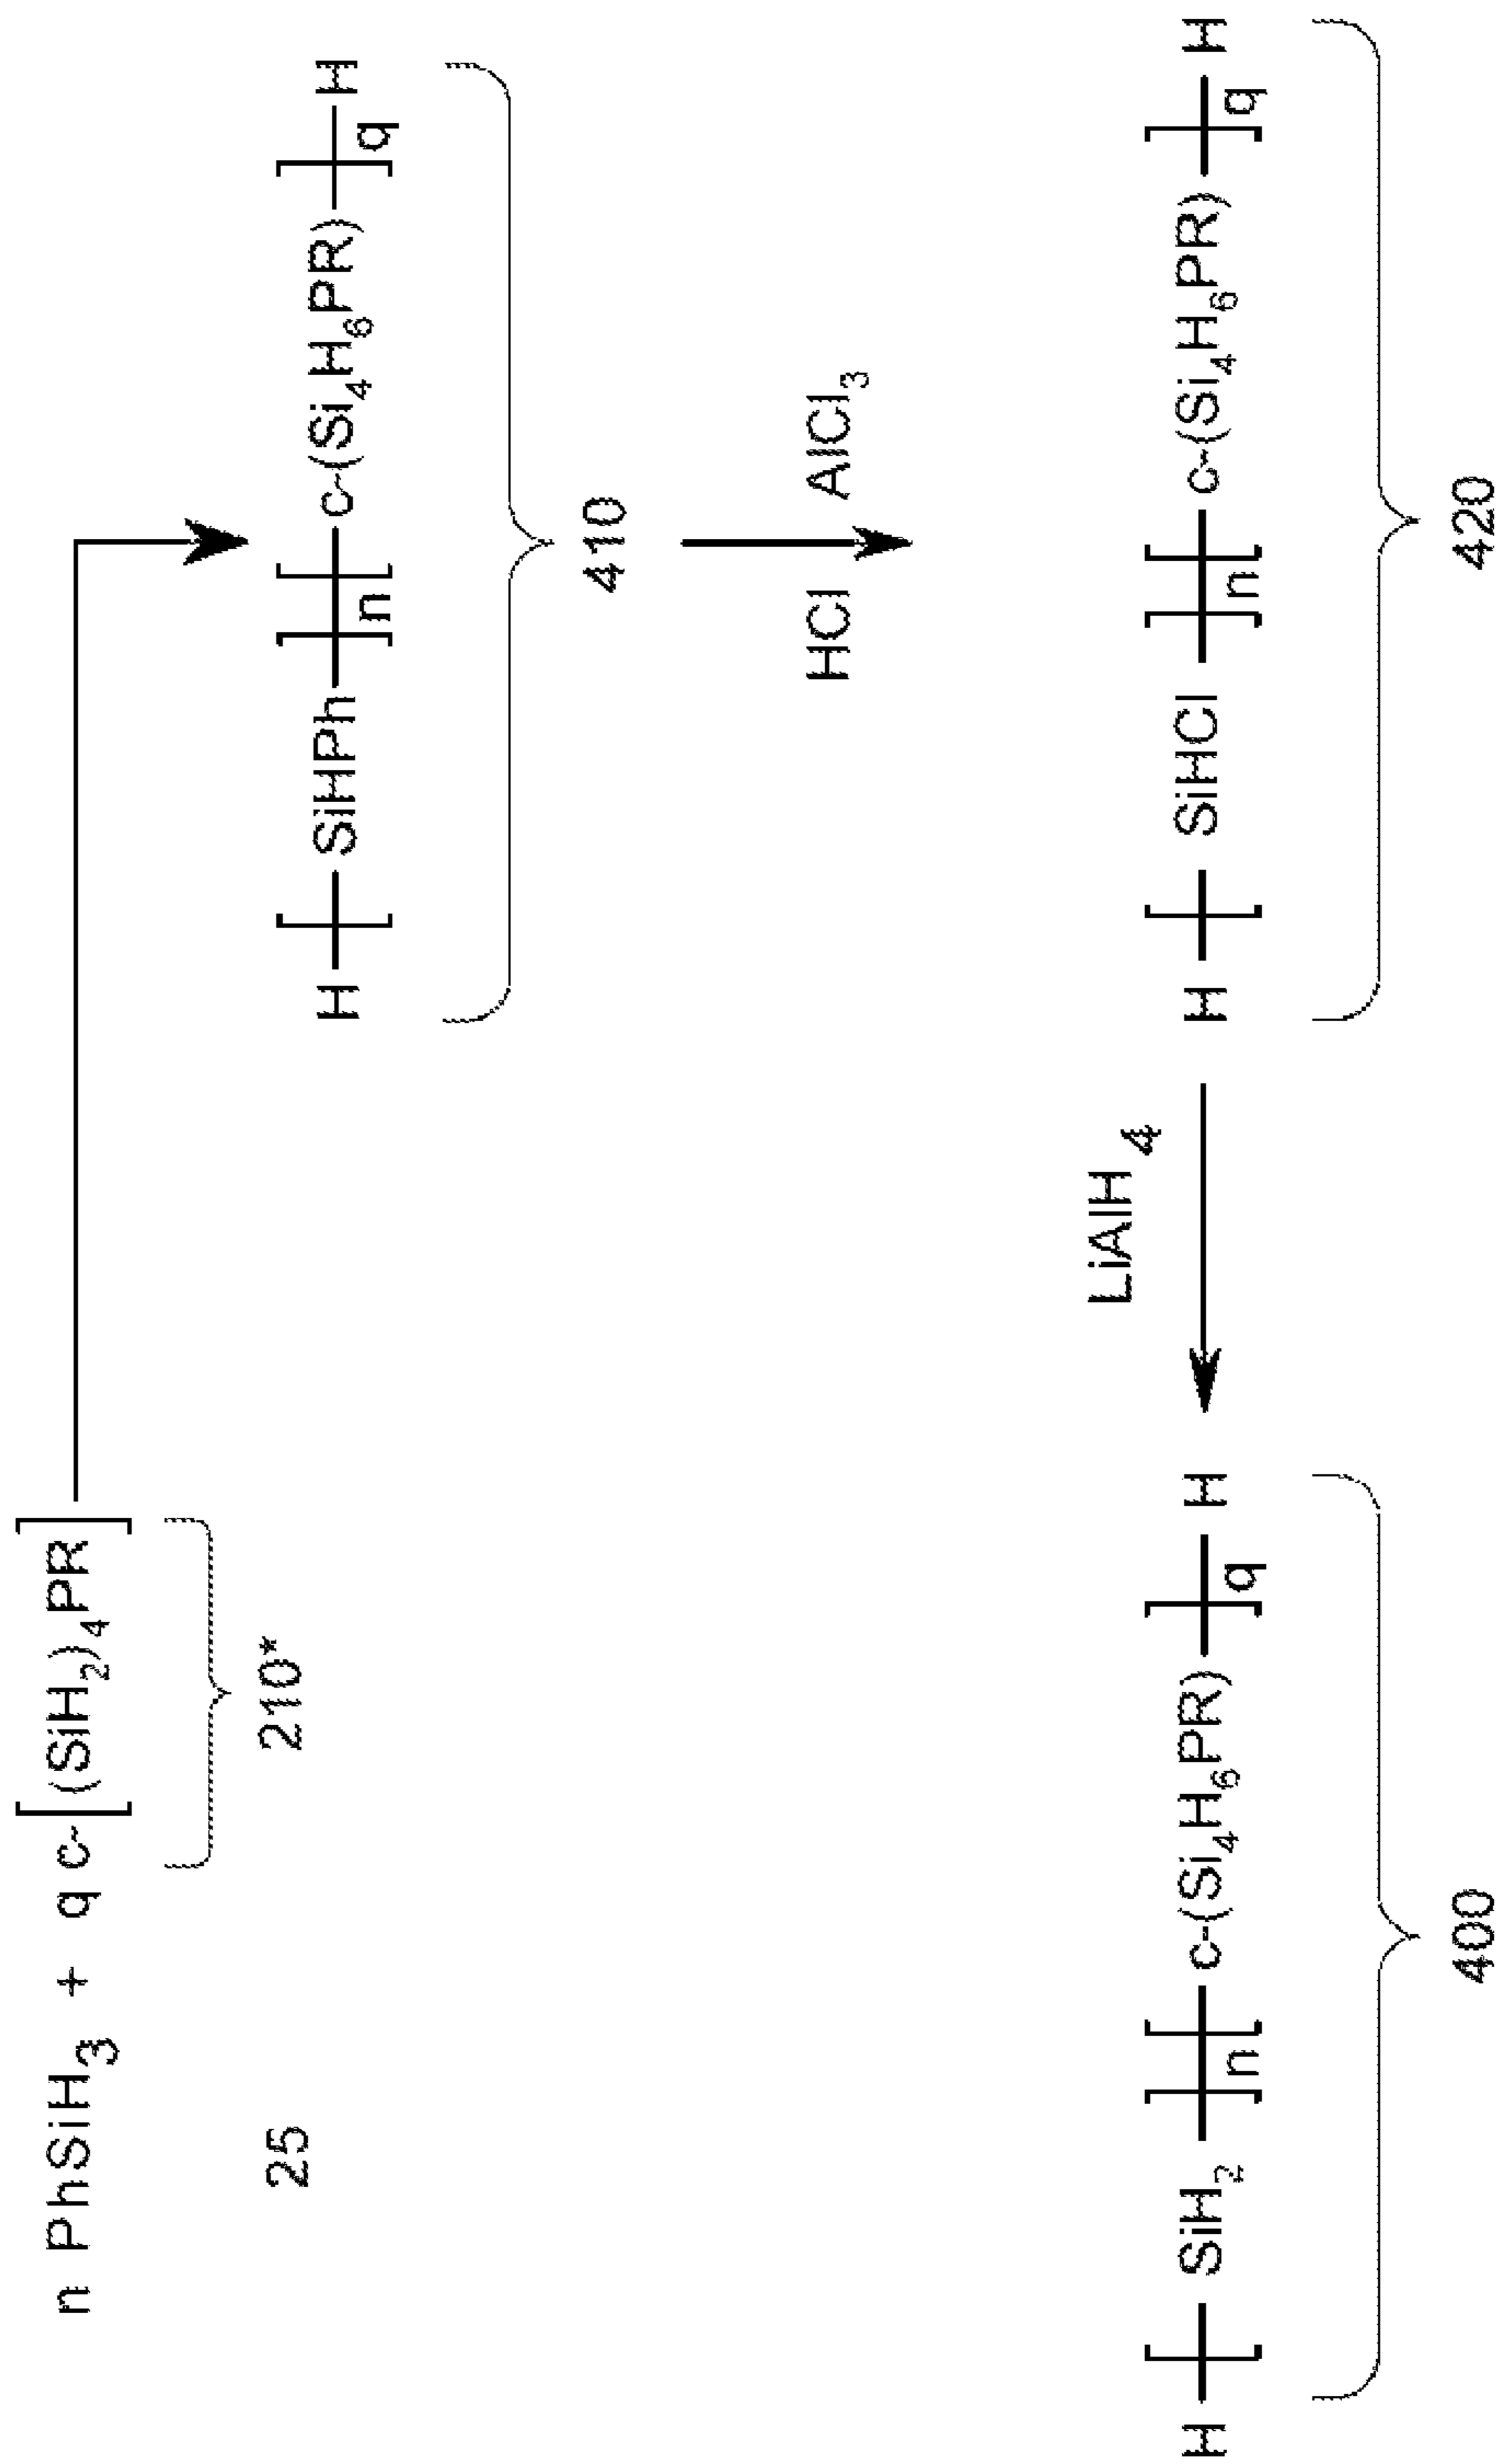 n PhSiH₃ + q c-[(SiH₂)₄PR]
25
210*
H-[-SiHPh-]n[-c-(Si₄H₆PR)-]q-H
410
HCl AlCl₃
H-[-SiHCl-]n[-c-(Si₄H₆PR)-]q-H
420
LiAlH₄
H-[-SiH₂-]n[-c-(Si₄H₆PR)-]q-H
400